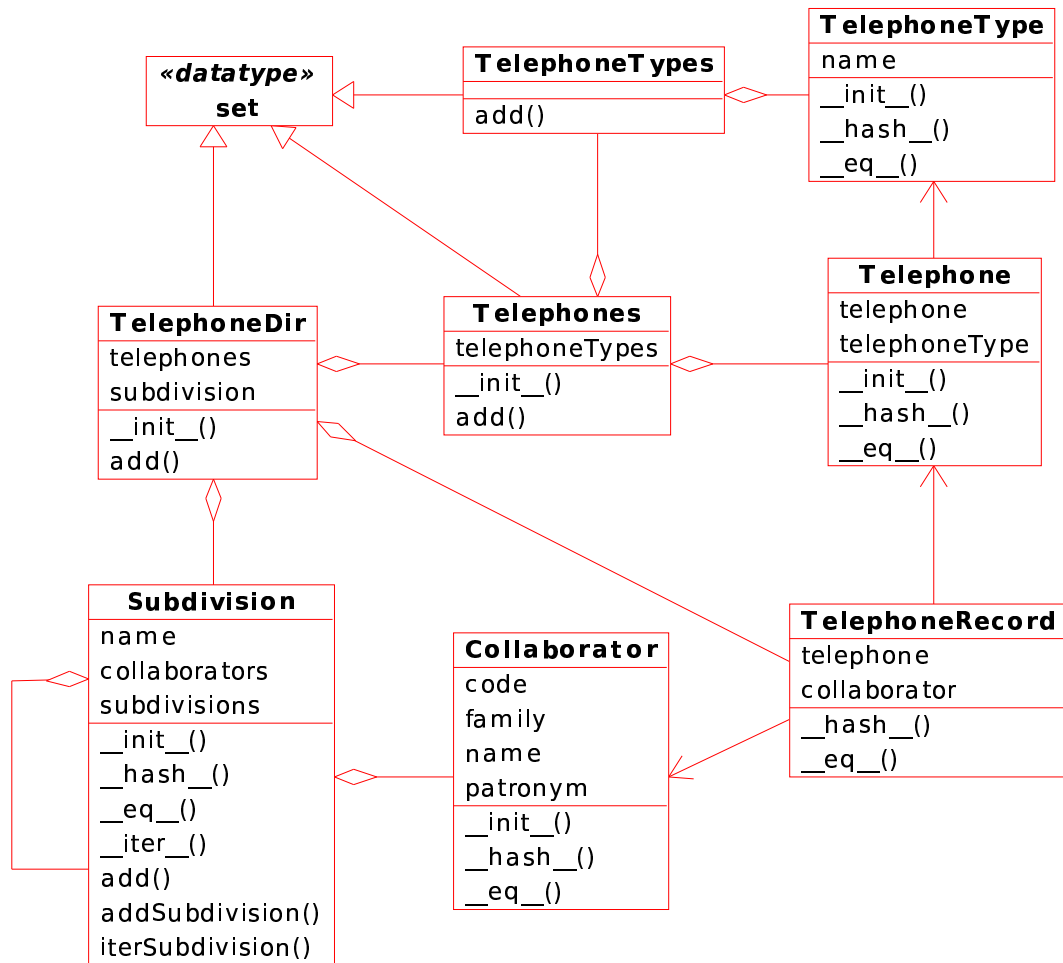 «datatype»
set
TelephoneTypes
add()
TelephoneType
name
__init__()
__hash__()
__eq__()
TelephoneDir
telephones
subdivision
__init__()
add()
Telephones
telephoneTypes
__init__()
add()
Telephone
telephone
telephoneType
__init__()
__hash__()
__eq__()
Subdivision
name
collaborators
subdivisions
__init__()
__hash__()
__eq__()
__iter__()
add()
addSubdivision()
iterSubdivision()
Collaborator
code
family
name
patronym
__init__()
__hash__()
__eq__()
TelephoneRecord
telephone
collaborator
__hash__()
__eq__()